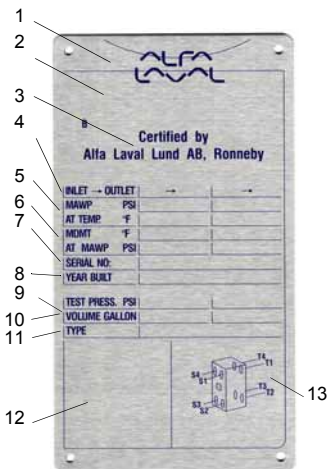 1
2
3
4
5
6
7
8
9
10
11
12
13
ALFA
LAVAL
B
Certified by
Alfa Laval Lund AB, Ronneby
INLET → OUTLET → →
MAWP PSI
AT TEMP. °F
MDMT °F
AT MAWP PSI
SERIAL NO:
YEAR BUILT
TEST PRESS. PSI
VOLUME GALLON
TYPE
S4 T4
S1 T1
S3 T3
S2 T2